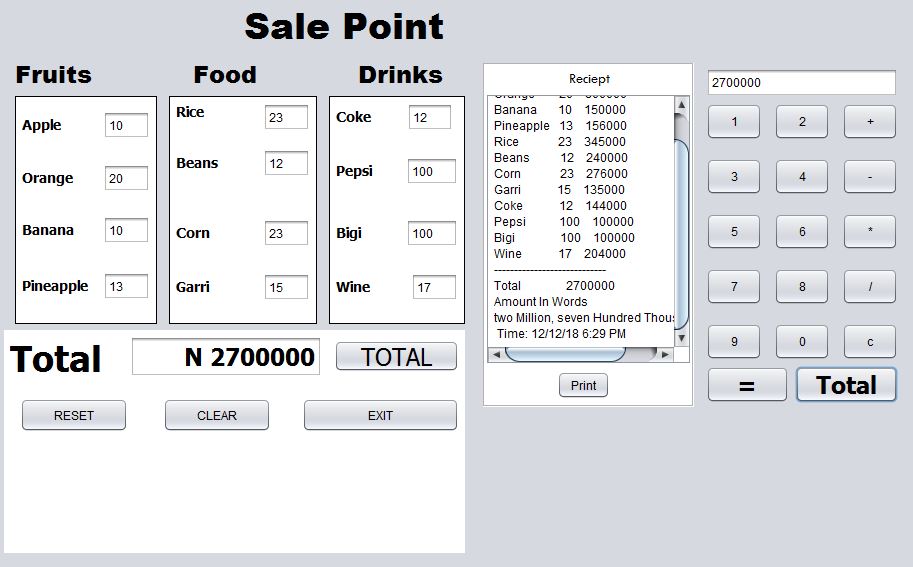 Sale Point
Fruits
Apple 10
Orange 20
Banana 10
Pineapple 13
Food
Rice 23
Beans 12
Corn 23
Garri 15
Drinks
Coke 12
Pepsi 100
Bigi 100
Wine 17
Total N 2700000 TOTAL
RESET CLEAR EXIT
Reciept
Banana 10 150000
Pineapple 13 156000
Rice 23 345000
Beans 12 240000
Corn 23 276000
Garri 15 135000
Coke 12 144000
Pepsi 100 100000
Bigi 100 100000
Wine 17 204000
----------------------------
Total 2700000
Amount In Words
two Million, seven Hundred Thous
Time: 12/12/18 6:29 PM
Print
2700000
1 2 +
3 4 -
5 6 *
7 8 /
9 0 c
= Total